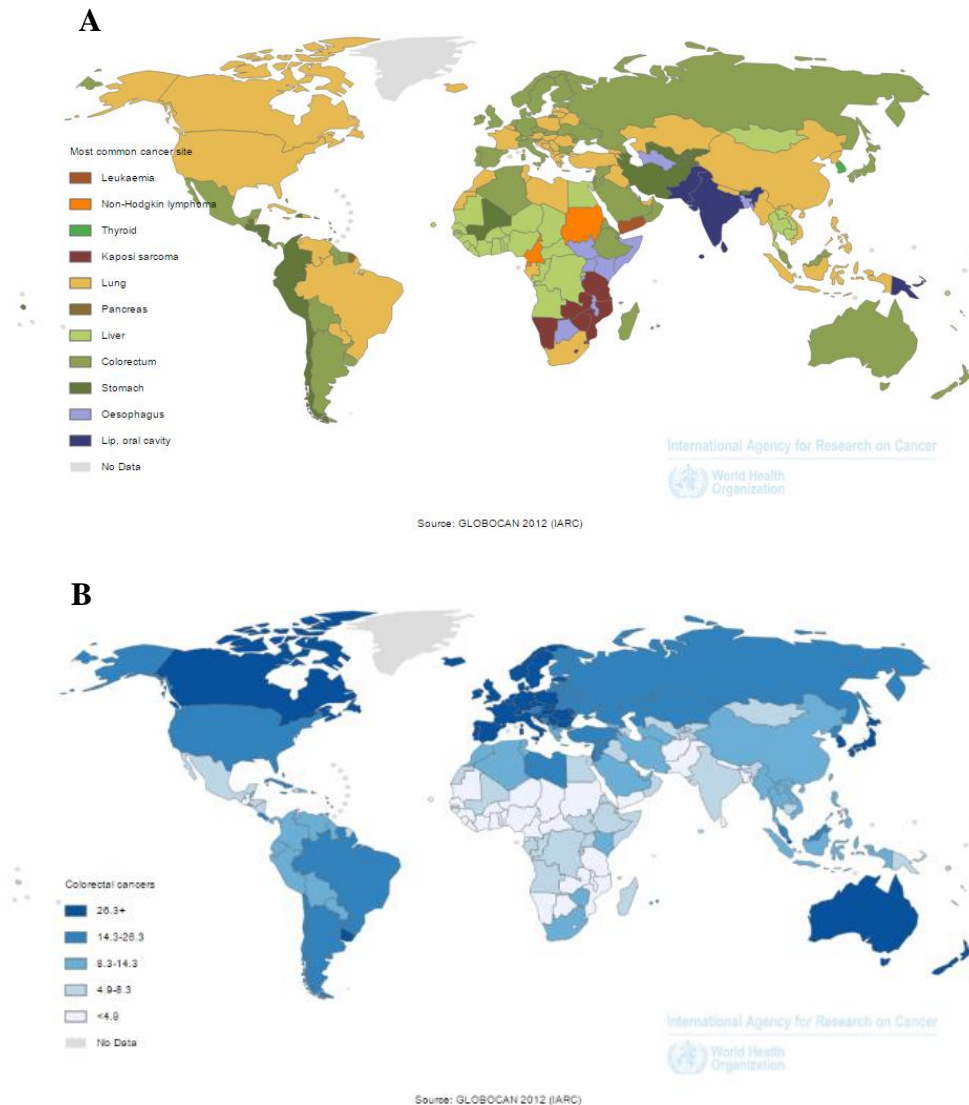 A
Most common cancer site
Leukaemia
Non-Hodgkin lymphoma
Thyroid
Kaposi sarcoma
Lung
Pancreas
Liver
Colorectum
Stomach
Oesophagus
Lip, oral cavity
No Data
International Agency for Research on Cancer
World Health
Organization
Source: GLOBOCAN 2012 (IARC)
B
Colorectal cancers
26.3+
14.3-26.3
8.3-14.3
4.9-8.3
<4.9
No Data
International Agency for Research on Cancer
World Health
Organization
Source: GLOBOCAN 2012 (IARC)